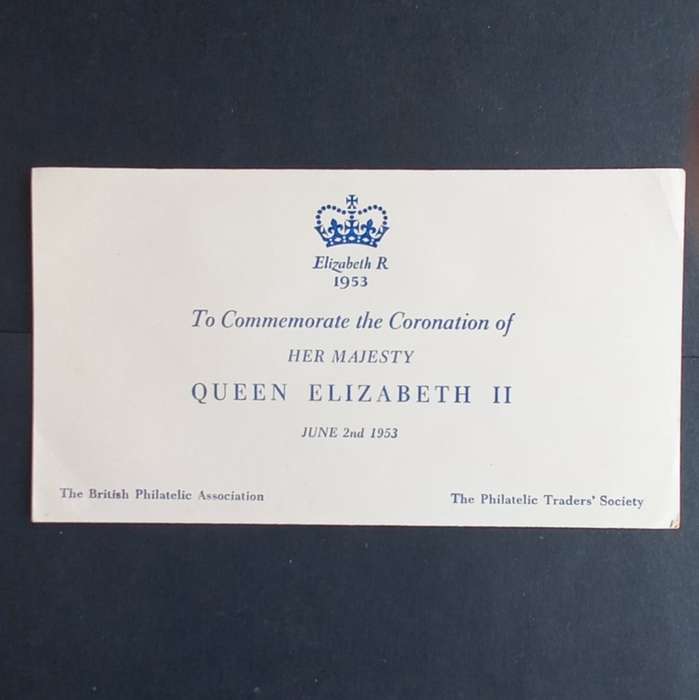 Elizabeth R
1953
To Commemorate the Coronation of
HER MAJESTY
QUEEN ELIZABETH II
JUNE 2nd 1953
The British Philatelic Association
The Philatelic Traders' Society